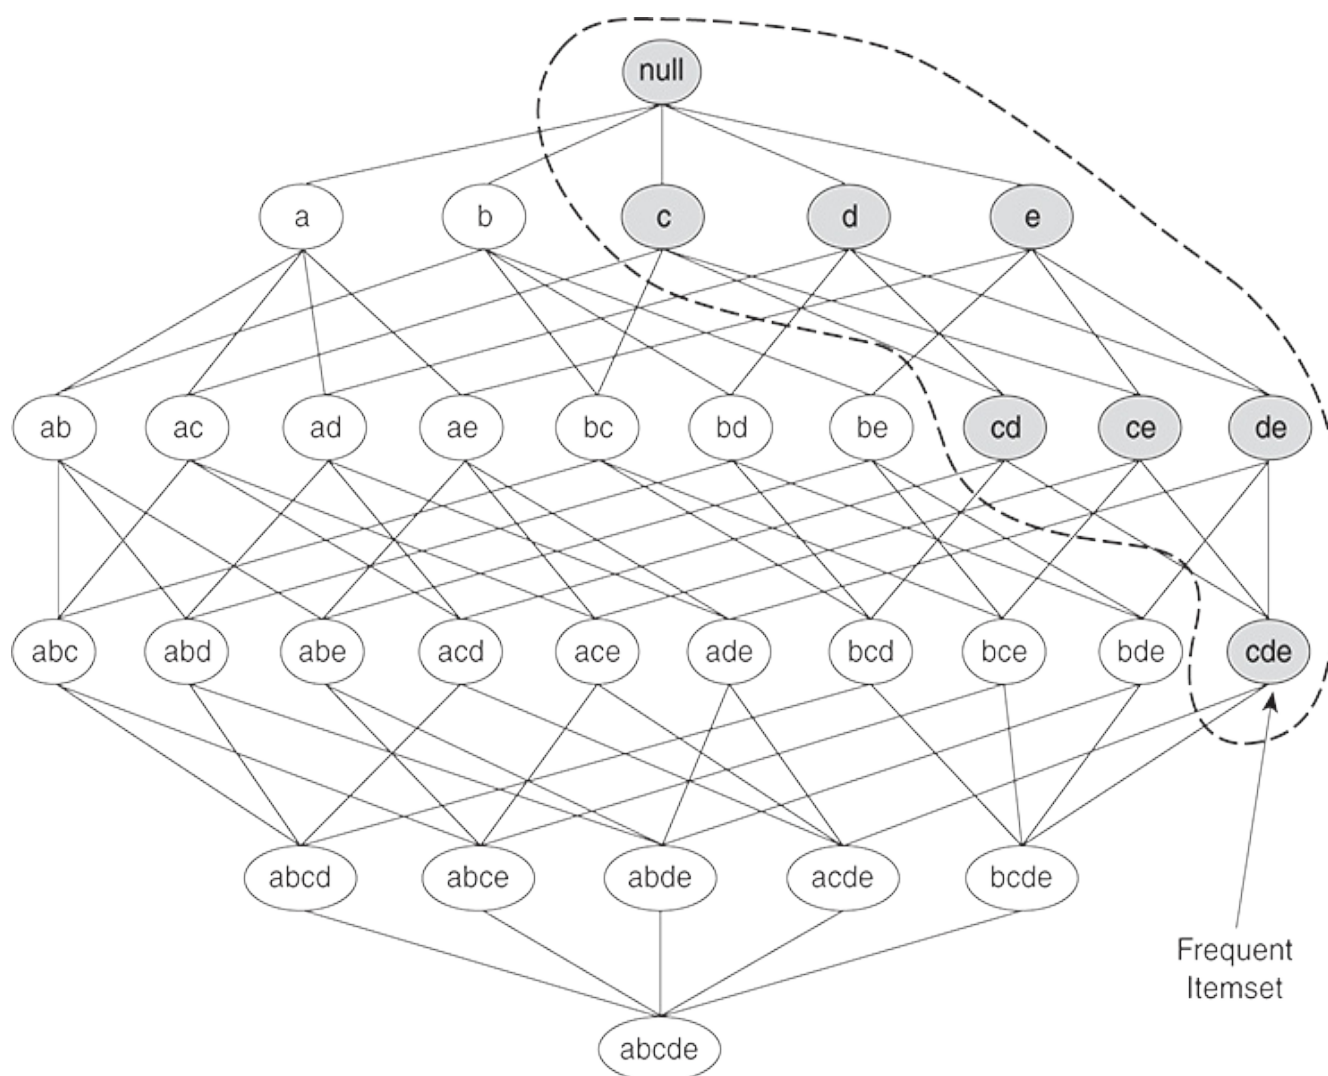 null
a b c d e
ab ac ad ae bc bd be cd ce de
abc abd abe acd ace ade bcd bce bde cde
abcd abce abde acde bcde
Frequent
Itemset
abcde